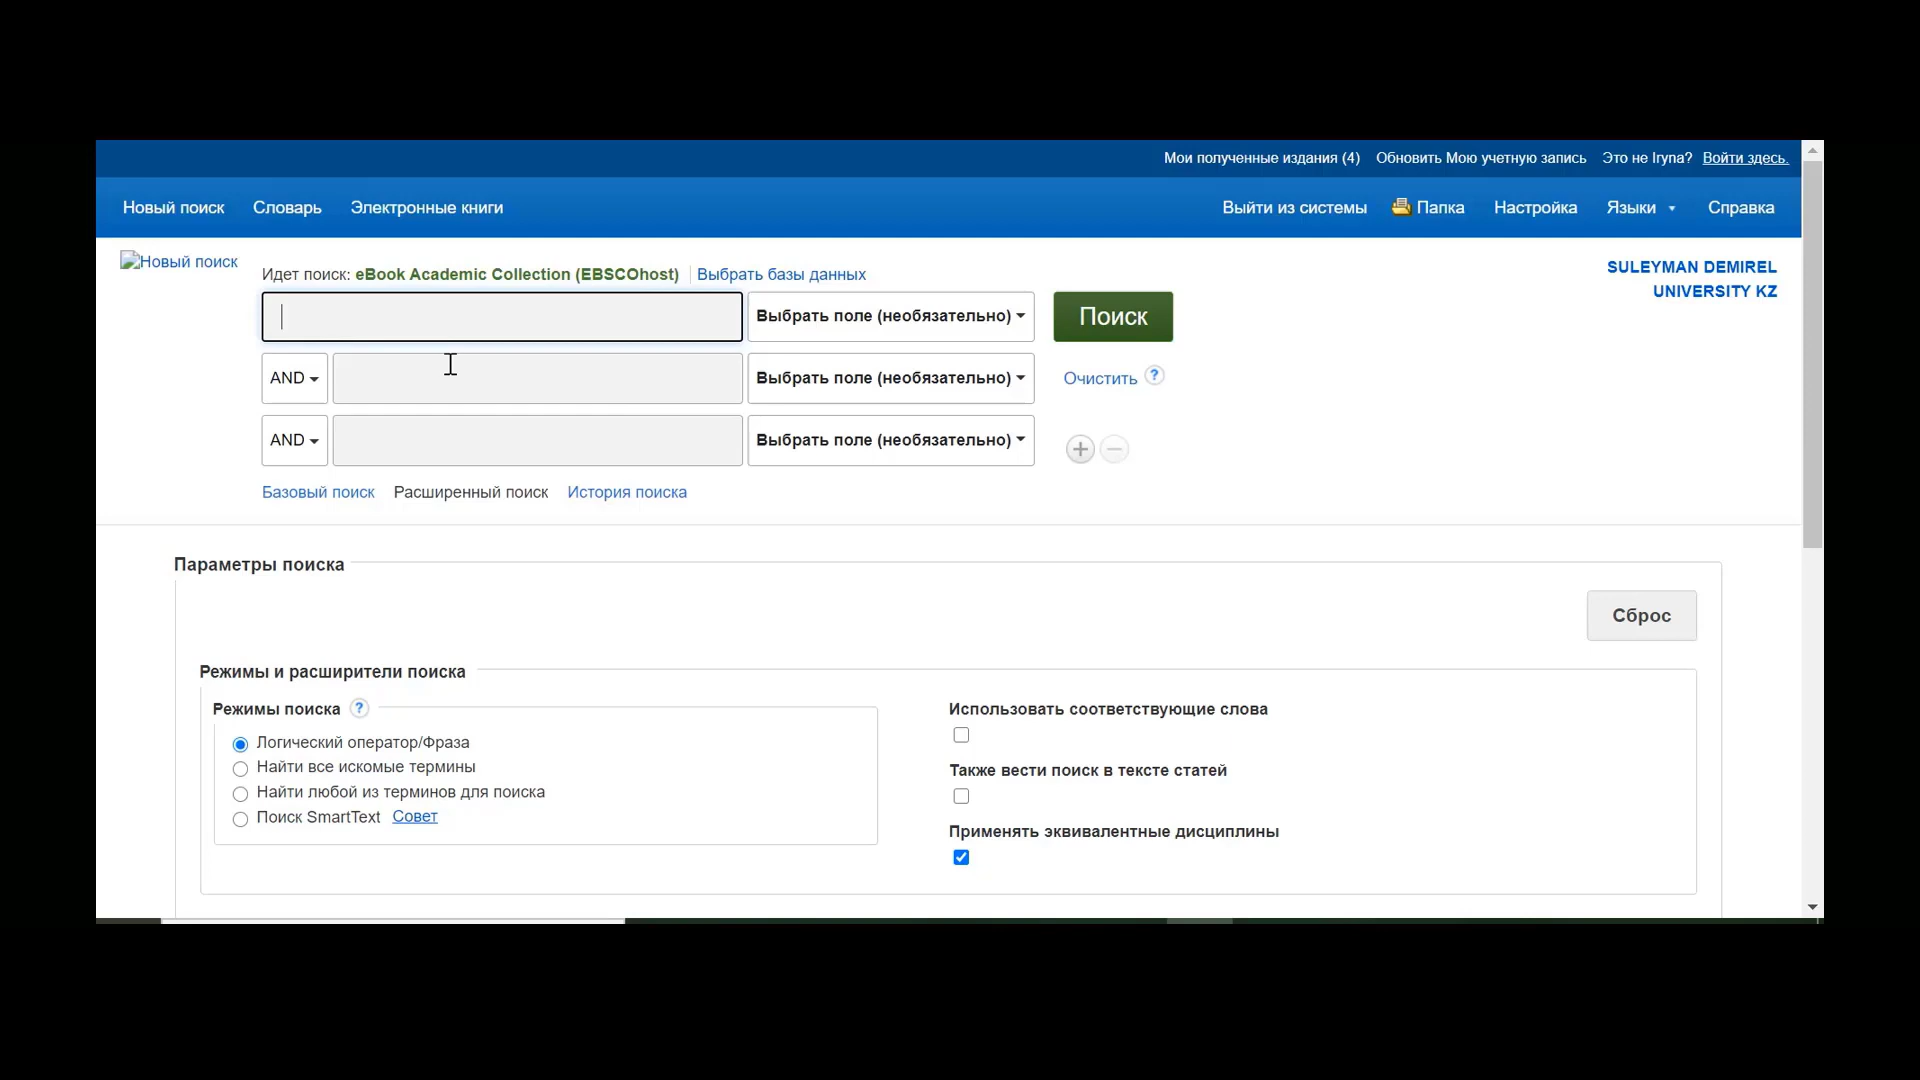 Мои полученные издания (4) Обновить Мою учетную запись Это не Iryna? Войти здесь.
Новый поиск Словарь Электронные книги Выйти из системы Папка Настройка Языки Справка
Новый поиск
Идет поиск: eBook Academic Collection (EBSCOhost) Выбрать базы данных
SULEYMAN DEMIREL
UNIVERSITY KZ
Выбрать поле (необязательно) Поиск
AND Выбрать поле (необязательно) Очистить ?
AND Выбрать поле (необязательно)
Базовый поиск Расширенный поиск История поиска
Параметры поиска
Сброс
Режимы и расширители поиска
Режимы поиска ?
Логический оператор/Фраза
Найти все искомые термины
Найти любой из терминов для поиска
Поиск SmartText Совет
Использовать соответствующие слова
Также вести поиск в тексте статей
Применять эквивалентные дисциплины